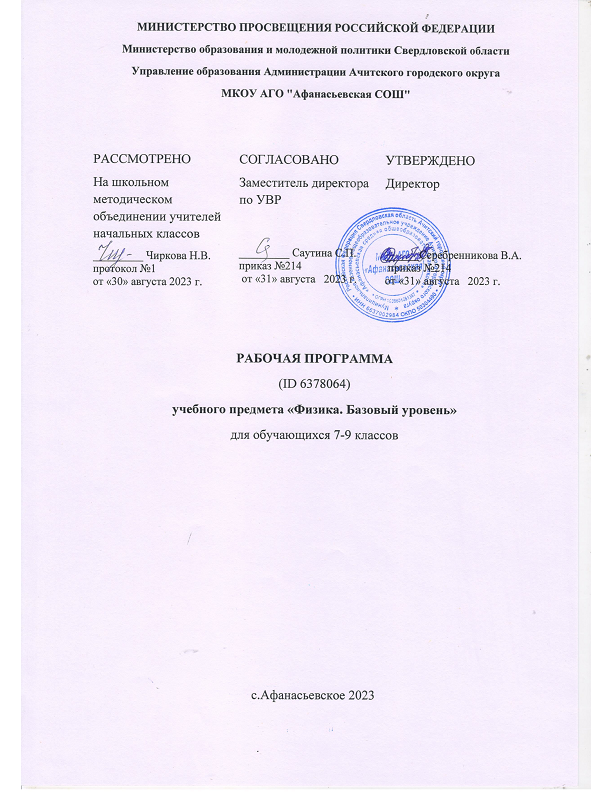 МИНИСТЕРСТВО ПРОСВЕЩЕНИЯ РОССИЙСКОЙ ФЕДЕРАЦИИ
Министерство образования и молодежной политики Свердловской области
Управление образования Администрации Ачитского городского округа
МКОУ АГО "Афанасьевская СОШ"
РАССМОТРЕНО
На школьном
методическом
объединении учителей
начальных классов
Чиркова Н.В.
протокол №1
от «30» августа 2023 г.
СОГЛАСОВАНО
Заместитель директора
по УВР
Саутина С.П.
приказ №214
от «31» августа 2023 г.
УТВЕРЖДЕНО
Директор
Серебренникова В.А.
приказ №214
от «31» августа 2023 г.
РАБОЧАЯ ПРОГРАММА
(ID 6378064)
учебного предмета «Физика. Базовый уровень»
для обучающихся 7-9 классов
с.Афанасьевское 2023